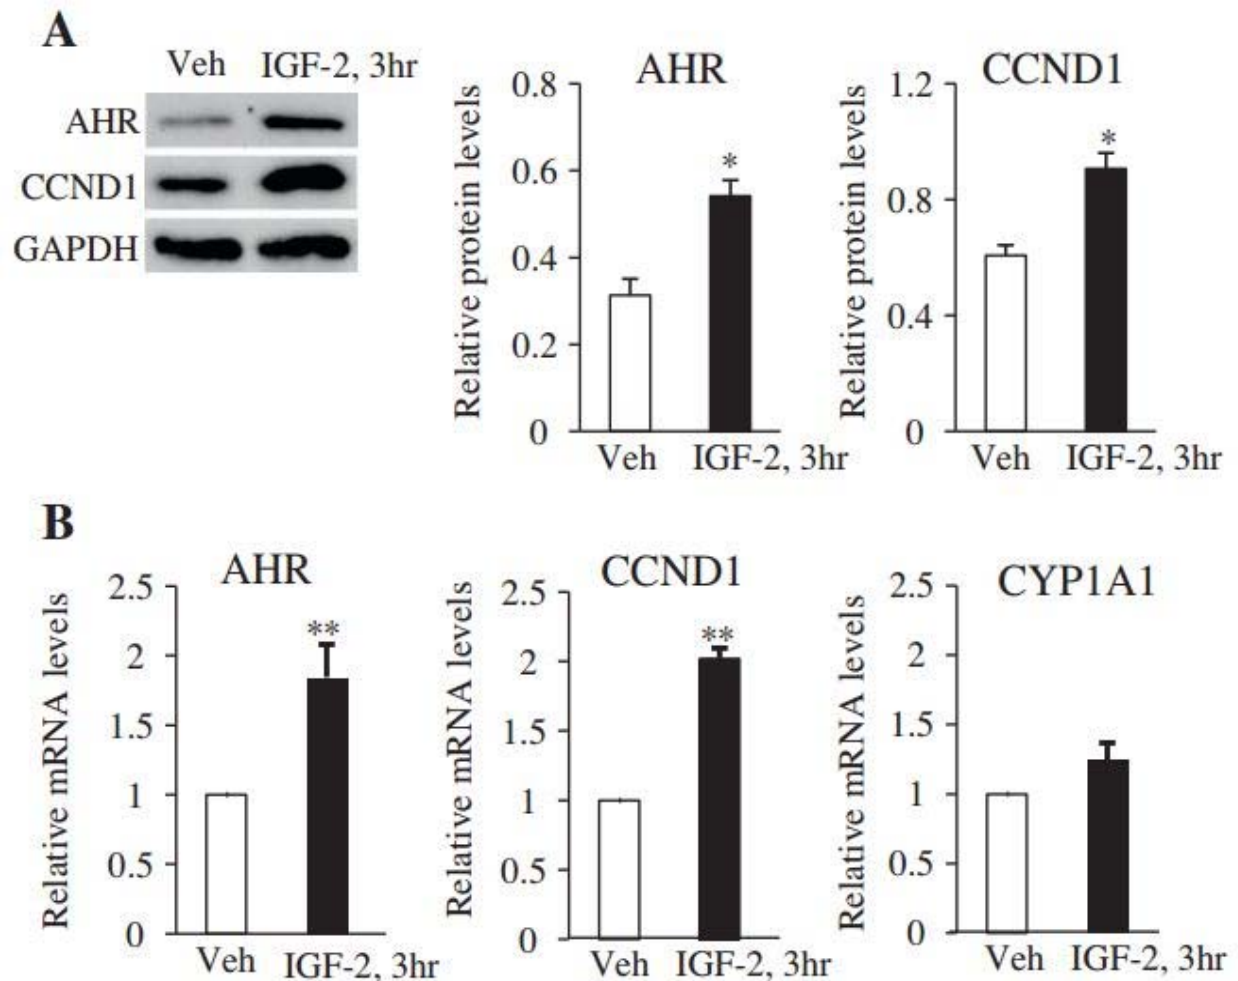 A
Veh IGF-2, 3hr
AHR
CCND1
GAPDH
AHR
Relative protein levels
0.8
0.6
0.4
0.2
0
*
Veh IGF-2, 3hr
CCND1
Relative protein levels
1.2
0.8
0.4
0
*
Veh IGF-2, 3hr
B
AHR
Relative mRNA levels
2.5
2
1.5
1
0.5
0
**
Veh IGF-2, 3hr
CCND1
Relative mRNA levels
2.5
2
1.5
1
0.5
0
**
Veh IGF-2, 3hr
CYP1A1
Relative mRNA levels
2.5
2
1.5
1
0.5
0
Veh IGF-2, 3hr